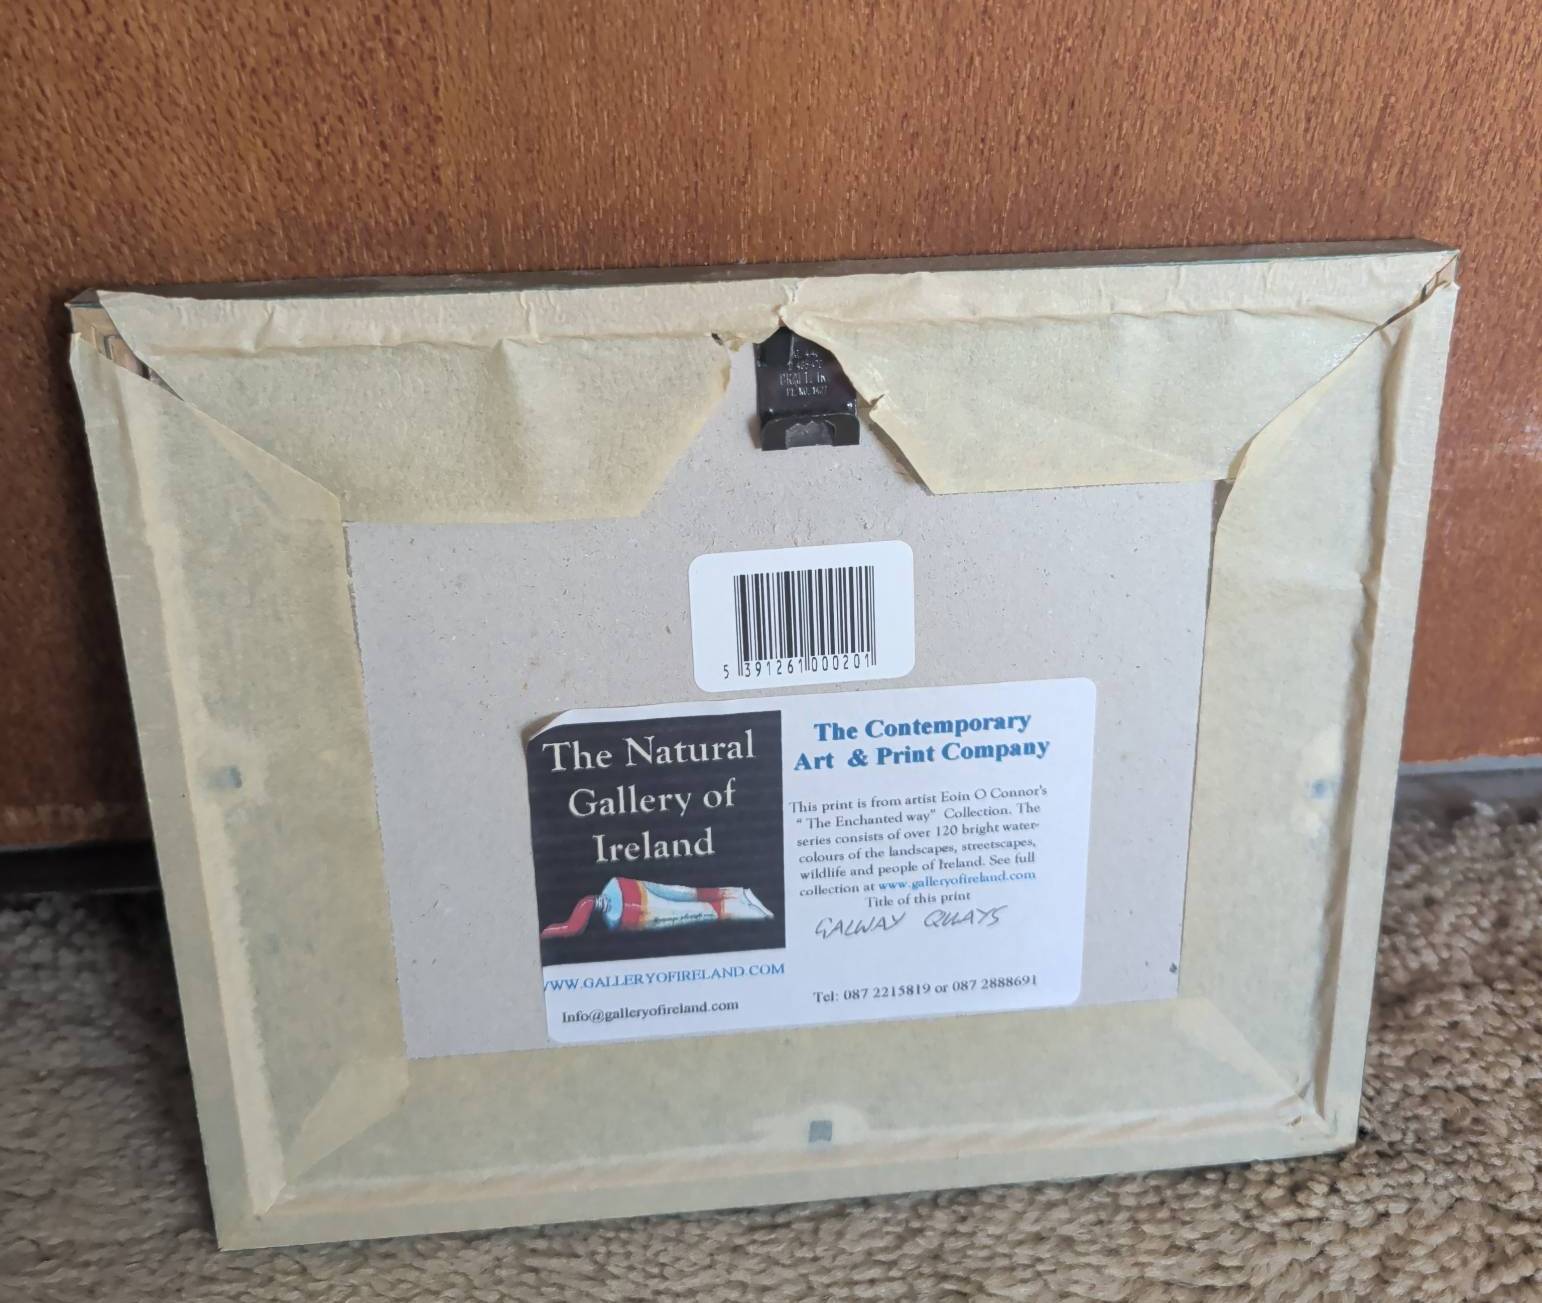 5 391261 000201
The Natural
Gallery of
Ireland
WW.GALLERYOFIRELAND.COM
Info@galleryofireland.com
The Contemporary
Art & Print Company
This print is from artist Eoin O Connor's
“ The Enchanted way” Collection. The
series consists of over 120 bright water-
colours of the landscapes, streetscapes,
wildlife and people of Ireland. See full
collection at www.galleryofireland.com
Title of this print
GALWAY QUAYS
Tel: 087 2215819 or 087 2888691